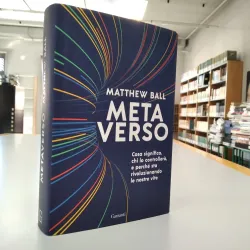 MATTHEW BALL
META
VERSO
Cosa significa,
chi lo controllerà,
e perché sta
rivoluzionando
le nostre vite
Garzanti